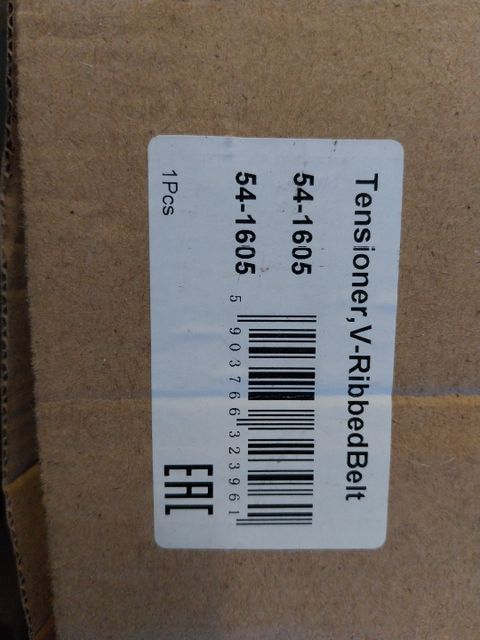 Tensioner,V-RibbedBelt
54-1605
54-1605
5 903766 323961
1Pcs
EAC